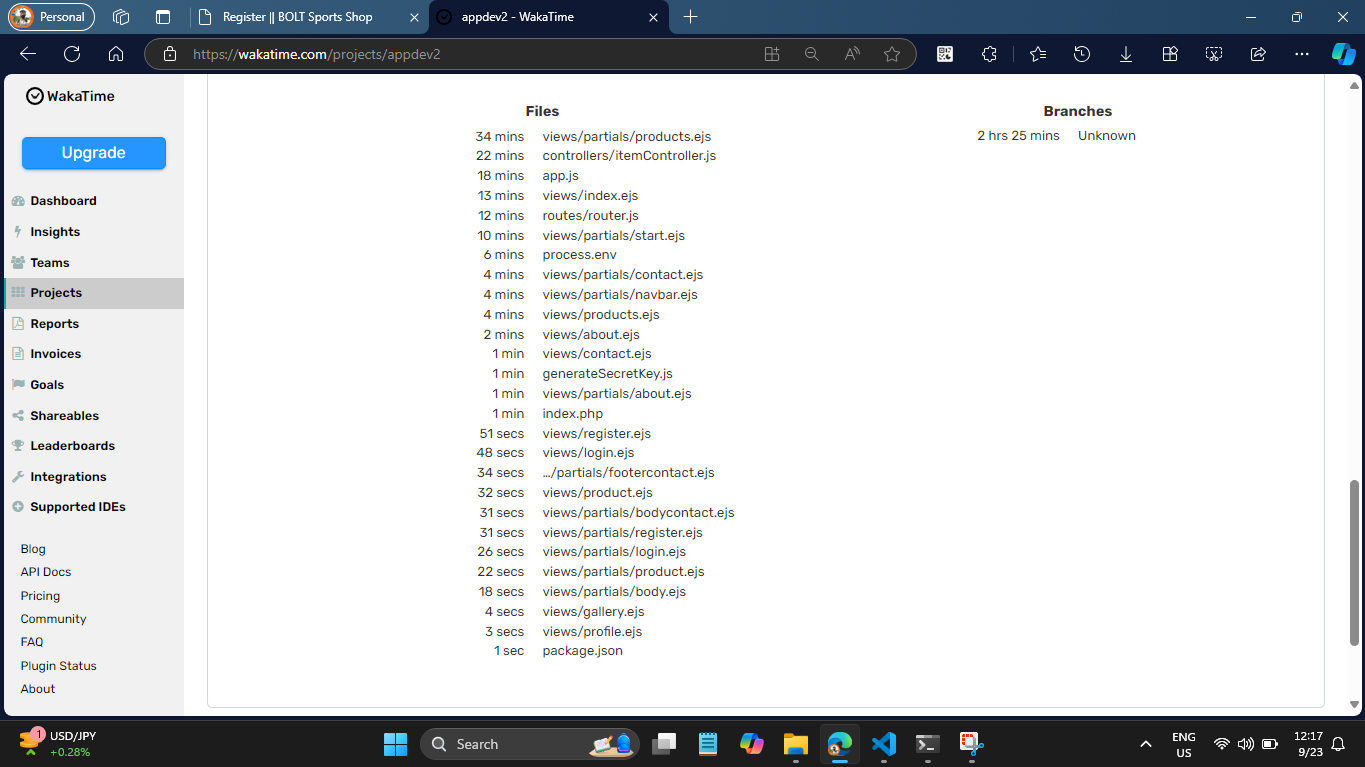 Personal
Register || BOLT Sports Shop
appdev2 - WakaTime
https://wakatime.com/projects/appdev2
WakaTime
Upgrade
Dashboard
Insights
Teams
Projects
Reports
Invoices
Goals
Shareables
Leaderboards
Integrations
Supported IDEs
Blog
API Docs
Pricing
Community
FAQ
Plugin Status
About
Files
34 mins views/partials/products.ejs
22 mins controllers/itemController.js
18 mins app.js
13 mins views/index.ejs
12 mins routes/router.js
10 mins views/partials/start.ejs
6 mins process.env
4 mins views/partials/contact.ejs
4 mins views/partials/navbar.ejs
4 mins views/products.ejs
2 mins views/about.ejs
1 min views/contact.ejs
1 min generateSecretKey.js
1 min views/partials/about.ejs
1 min index.php
51 secs views/register.ejs
48 secs views/login.ejs
34 secs …/partials/footercontact.ejs
32 secs views/product.ejs
31 secs views/partials/bodycontact.ejs
31 secs views/partials/register.ejs
26 secs views/partials/login.ejs
22 secs views/partials/product.ejs
18 secs views/partials/body.ejs
4 secs views/gallery.ejs
3 secs views/profile.ejs
1 sec package.json
Branches
2 hrs 25 mins Unknown
1
USD/JPY
+0.28%
Search
ENG
US
12:17
9/23